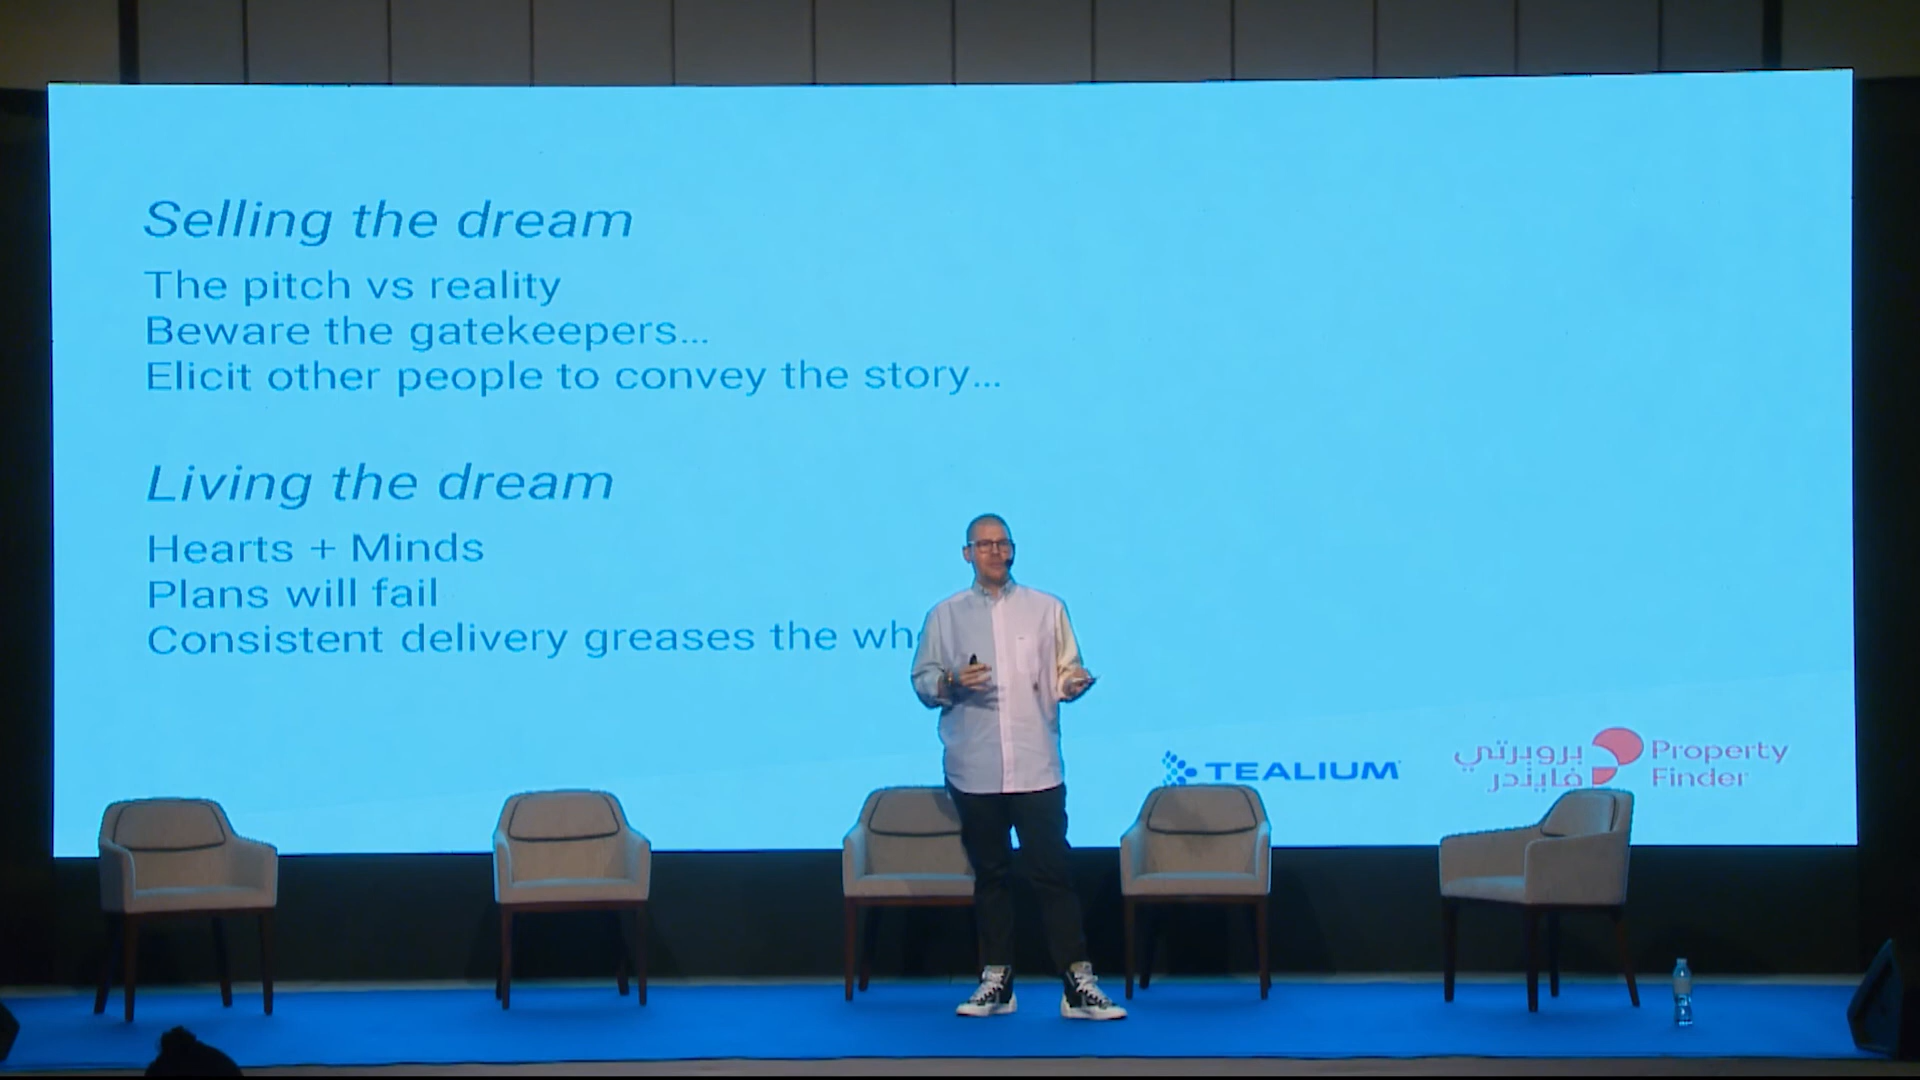 Selling the dream
The pitch vs reality
Beware the gatekeepers...
Elicit other people to convey the story...
Living the dream
Hearts + Minds
Plans will fail
Consistent delivery greases the
TEALIUM
بروبرتي
فايندر
Property
Finder